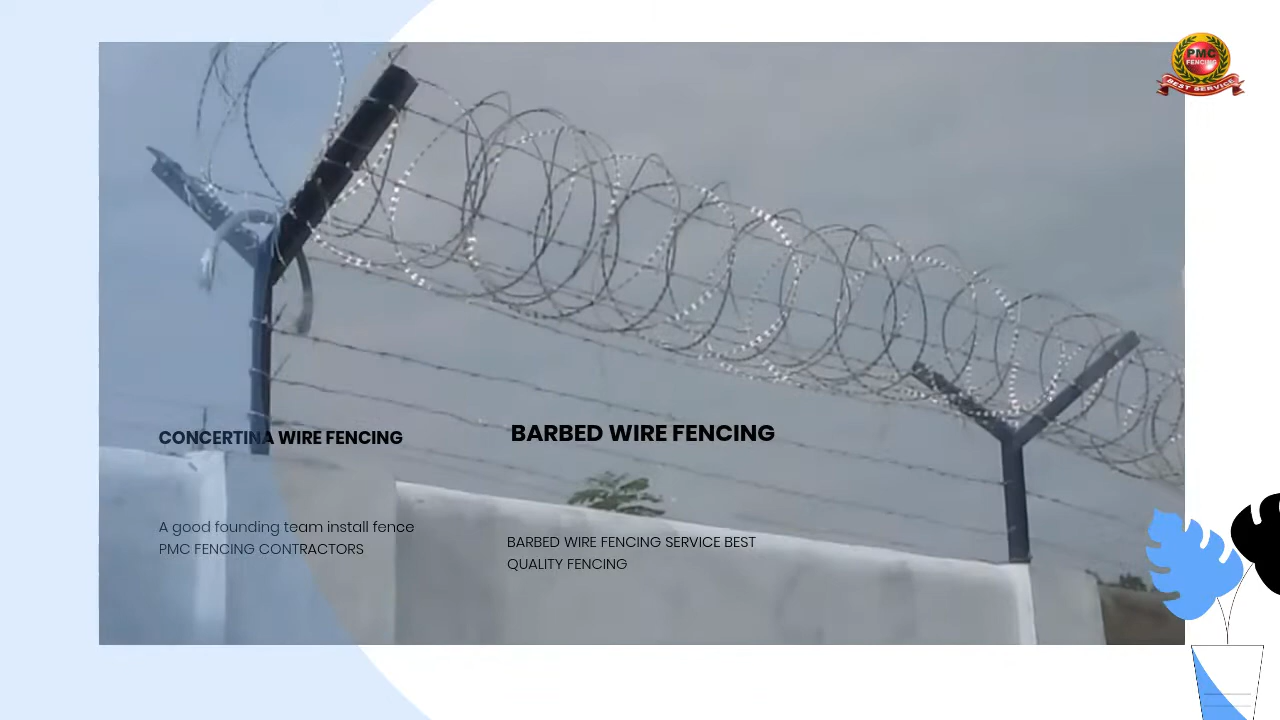 PMC
FENCING
BEST SERVICE
CONCERTINA WIRE FENCING
BARBED WIRE FENCING
A good founding team install fence
PMC FENCING CONTRACTORS
BARBED WIRE FENCING SERVICE BEST
QUALITY FENCING